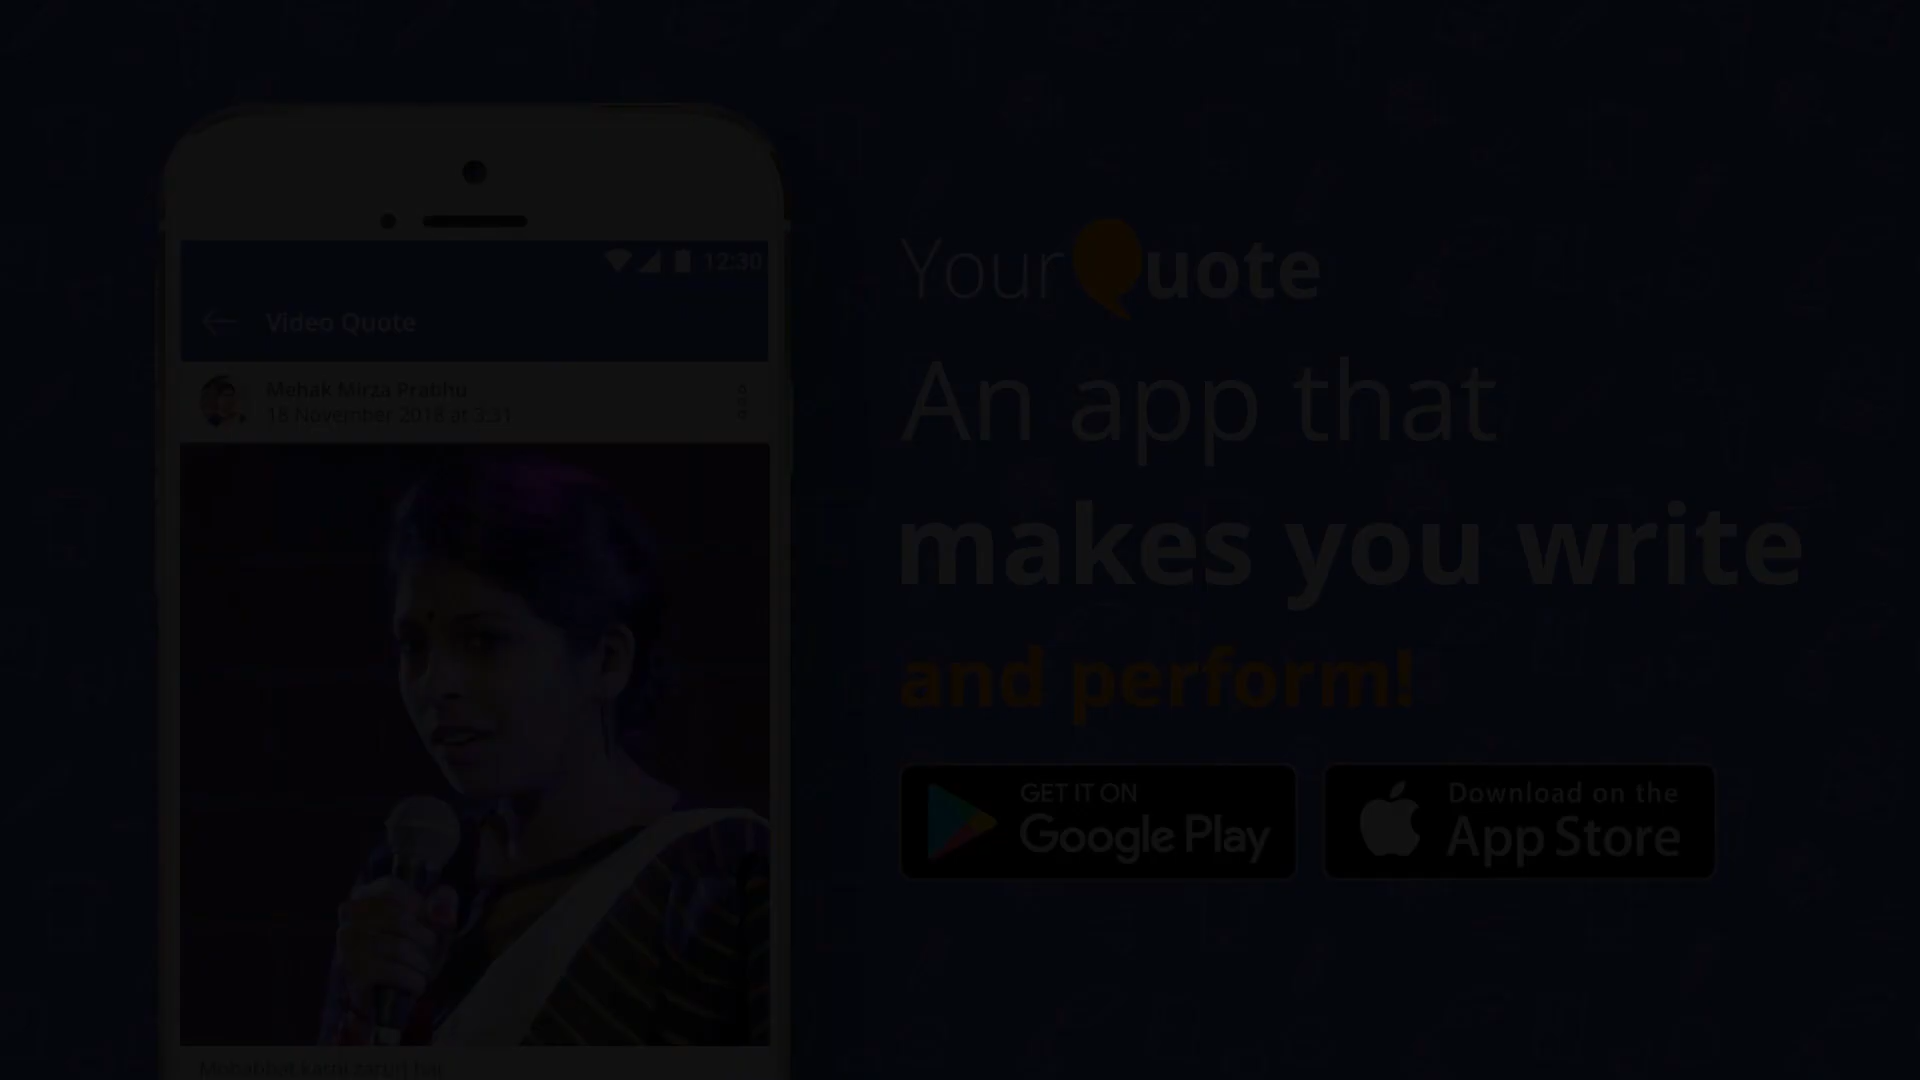 12:30
Video Quote
Mehak Mirza Prabhu
18 November 2018 at 3.31
YourQuote
An app that
makes you write
and perform!
GET IT ON
Google Play
Download on the
App Store